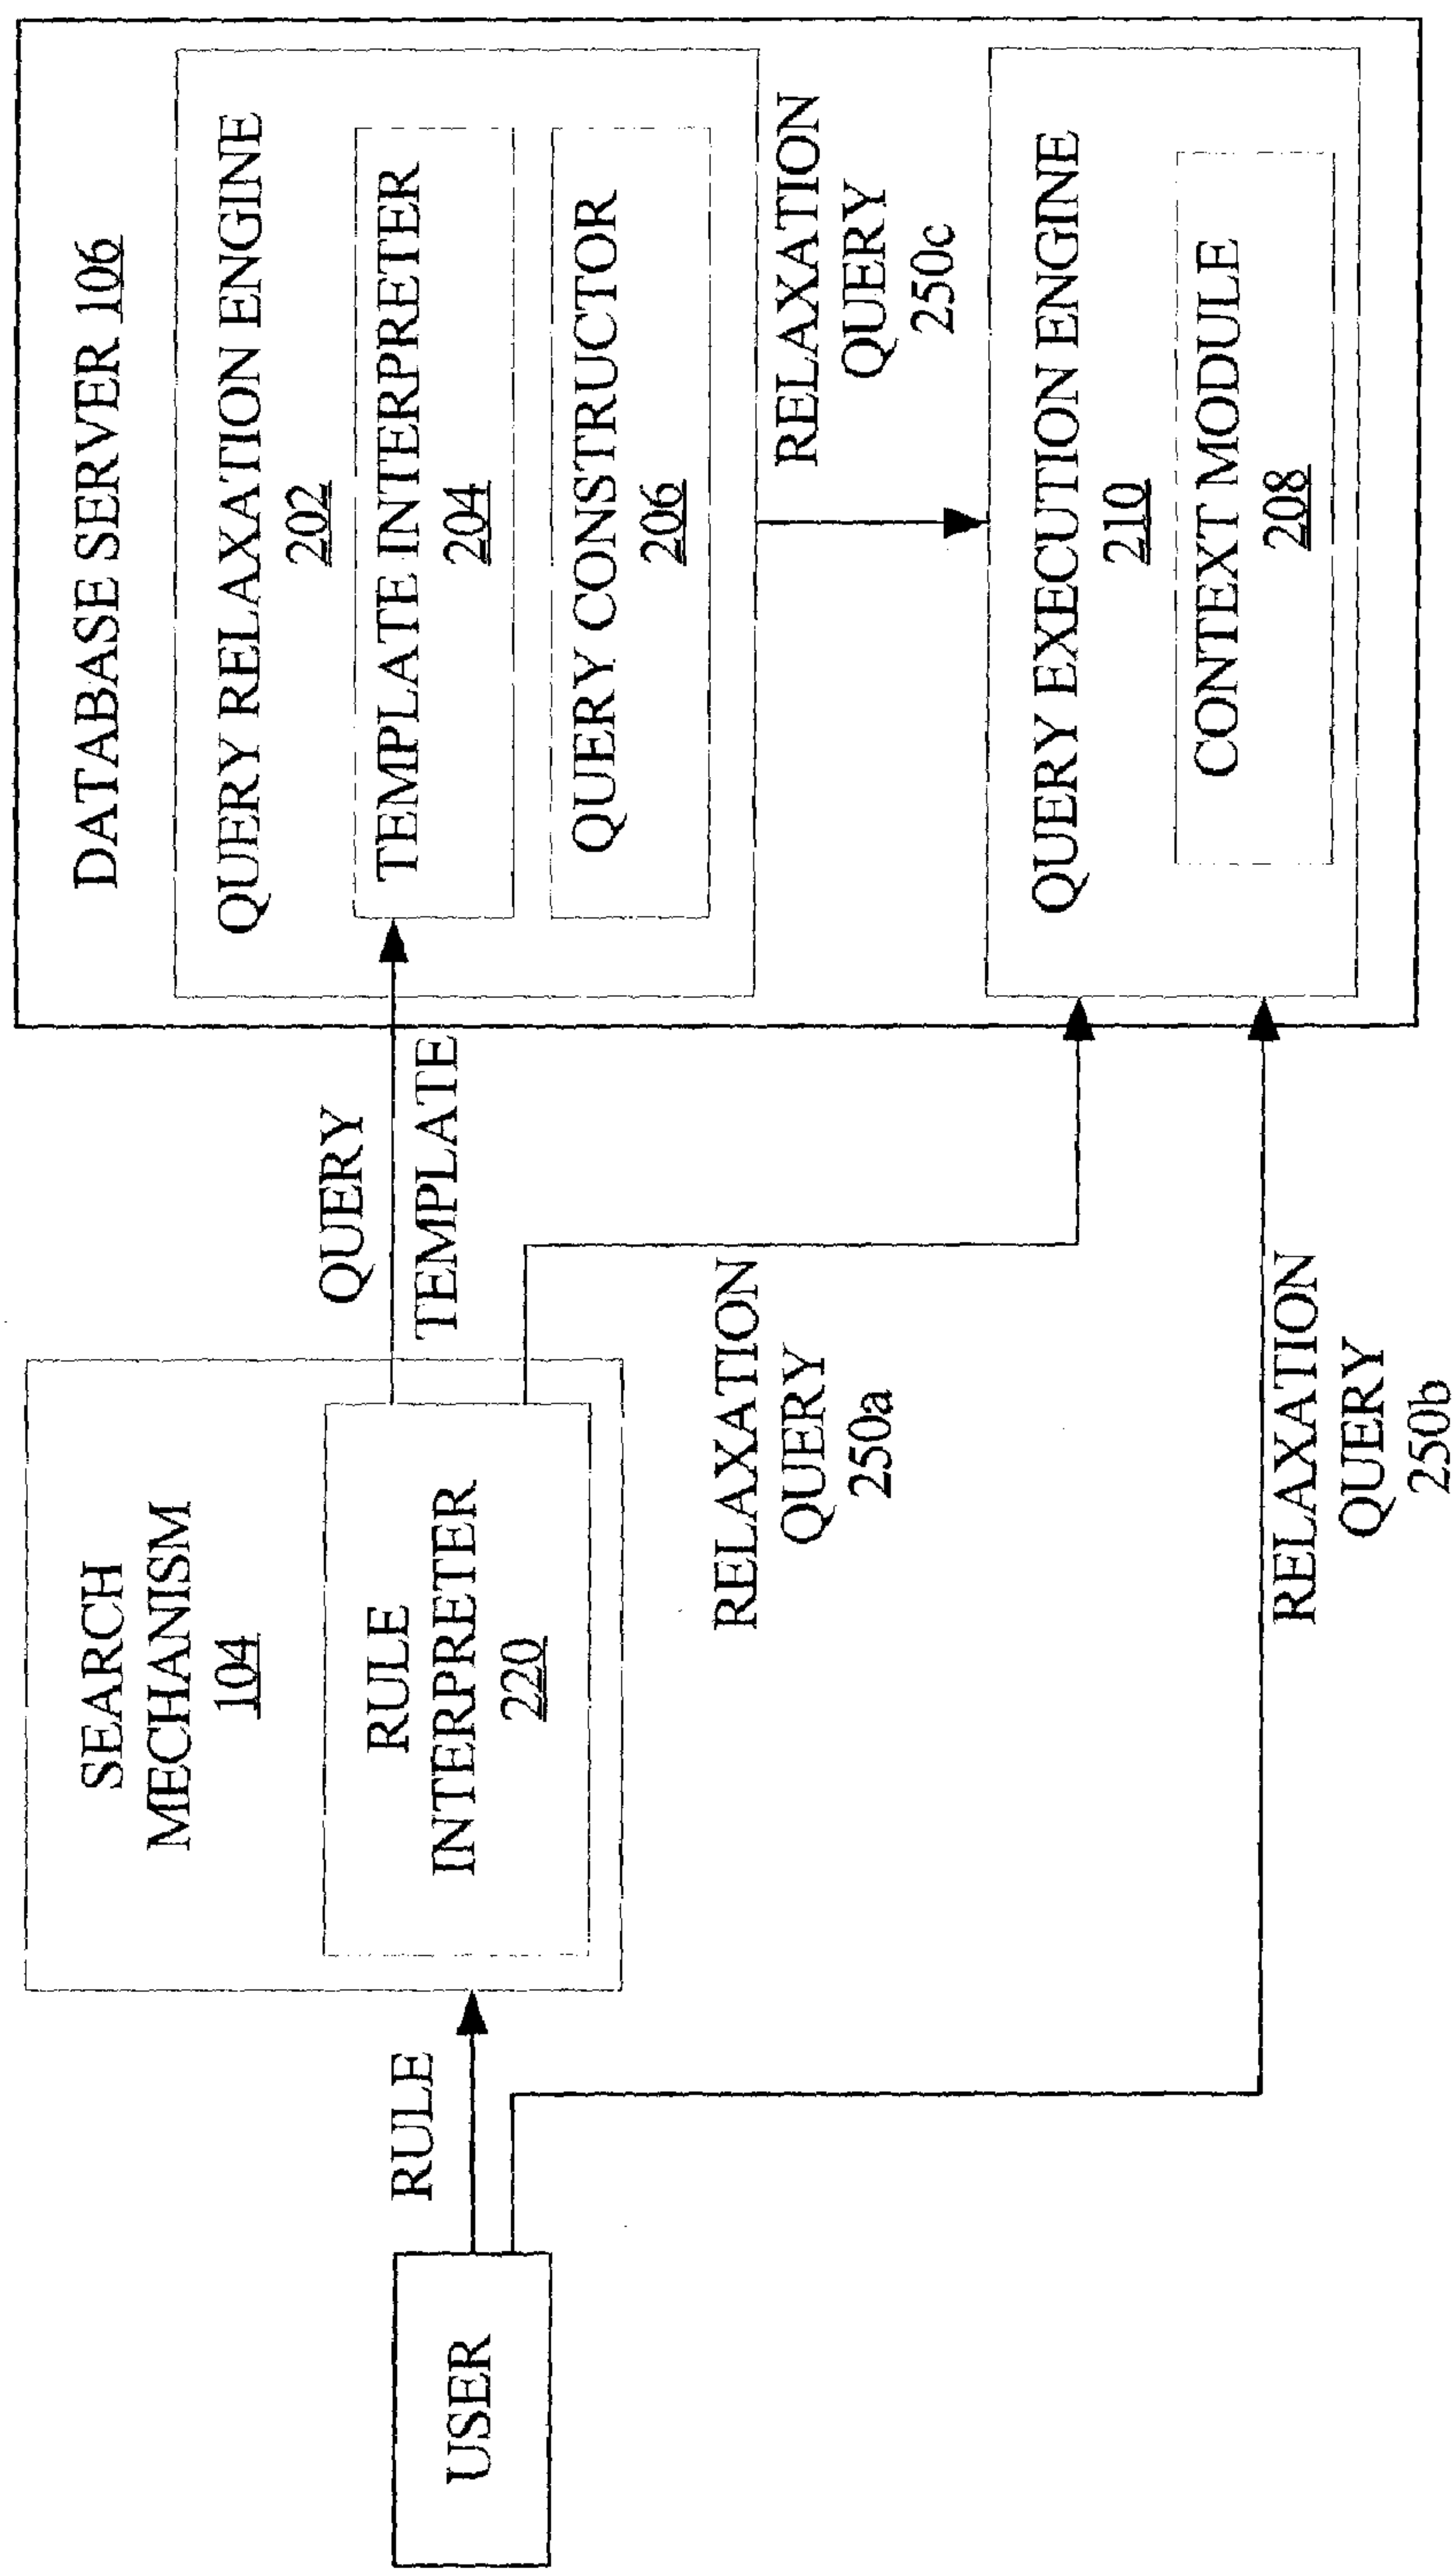 USER
RULE
SEARCH
MECHANISM
104
RULE
INTERPRETER
220
QUERY
TEMPLATE
RELAXATION
QUERY
250a
RELAXATION
QUERY
250b
DATABASE SERVER 106
QUERY RELAXATION ENGINE
202
TEMPLATE INTERPRETER
204
QUERY CONSTRUCTOR
206
RELAXATION
QUERY
250c
QUERY EXECUTION ENGINE
210
CONTEXT MODULE
208